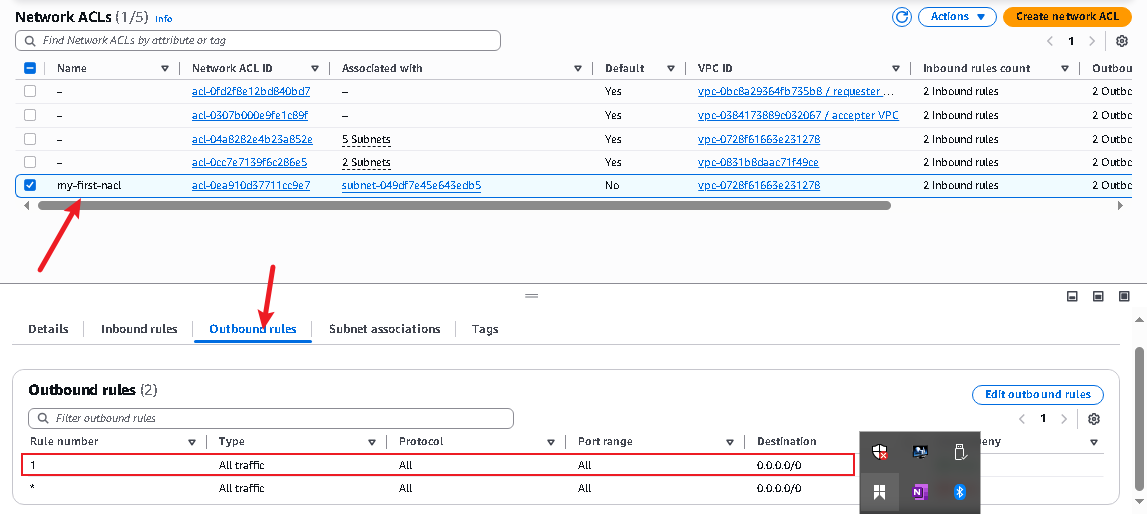 Network ACLs (1/5) Info
Actions ▼ Create network ACL
Find Network ACLs by attribute or tag
1
Name Network ACL ID Associated with Default VPC ID Inbound rules count Outbou
– acl-0fd2f8e12bd840bd7 – Yes vpc-0bc8a29364fb735b8 / requester ... 2 Inbound rules 2 Outbc
– acl-0307b000e9fe1c89f – Yes vpc-0384173889c032067 / accepter VPC 2 Inbound rules 2 Outbc
– acl-04a8282e4b23a852e 5 Subnets Yes vpc-0728f61663e231278 2 Inbound rules 2 Outbc
– acl-0cc7e7139f6c286e5 2 Subnets Yes vpc-0831b8daac71f49ce 2 Inbound rules 2 Outbc
my-first-nacl acl-0ea910d37711cc9e7 subnet-049df7e45e643edb5 No vpc-0728f61663e231278 2 Inbound rules 2 Outbc
Details Inbound rules Outbound rules Subnet associations Tags
Outbound rules (2)
Edit outbound rules
Filter outbound rules
1
Rule number Type Protocol Port range Destination eny
1 All traffic All All 0.0.0.0/0
* All traffic All All 0.0.0.0/0
N